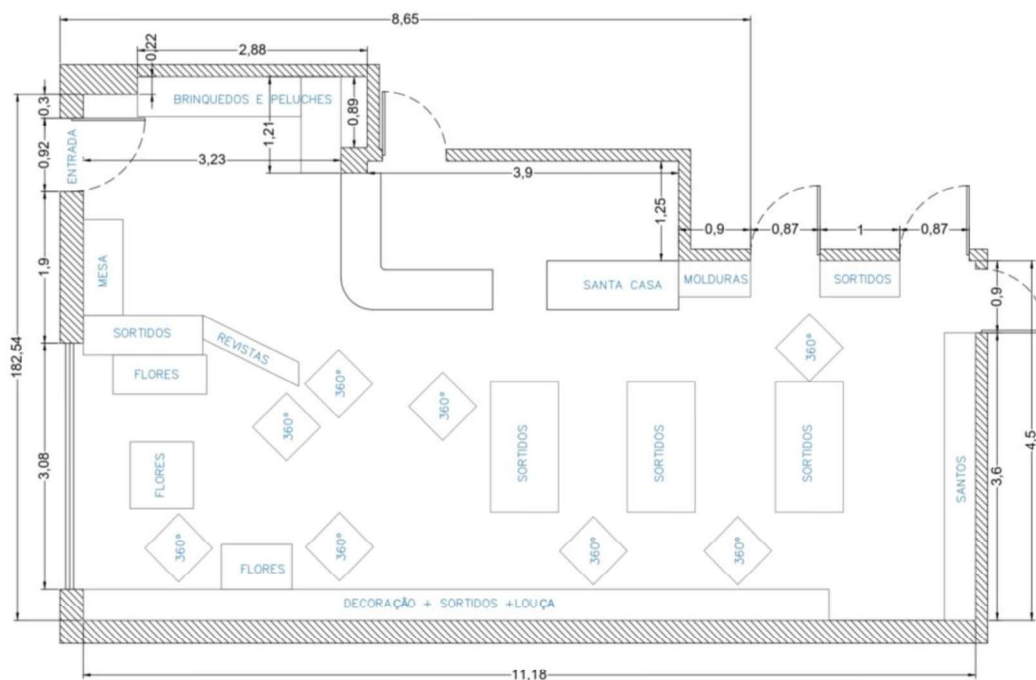 8,65
2,88
0,22
BRINQUEDOS E PELUCHES
0,3
0,89
1,21
0,92
ENTRADA
3,23
3,9
1,25
0,9
0,87
1
0,87
1,9
MESA
SANTA CASA
MOLDURAS
SORTIDOS
0,9
SORTIDOS
REVISTAS
FLORES
360°
360°
360°
360°
182,54
4,5
3,08
FLORES
SORTIDOS
SORTIDOS
SORTIDOS
SANTOS
3,6
360°
360°
360°
360°
FLORES
DECORAÇÃO + SORTIDOS +LOUÇA
11,18